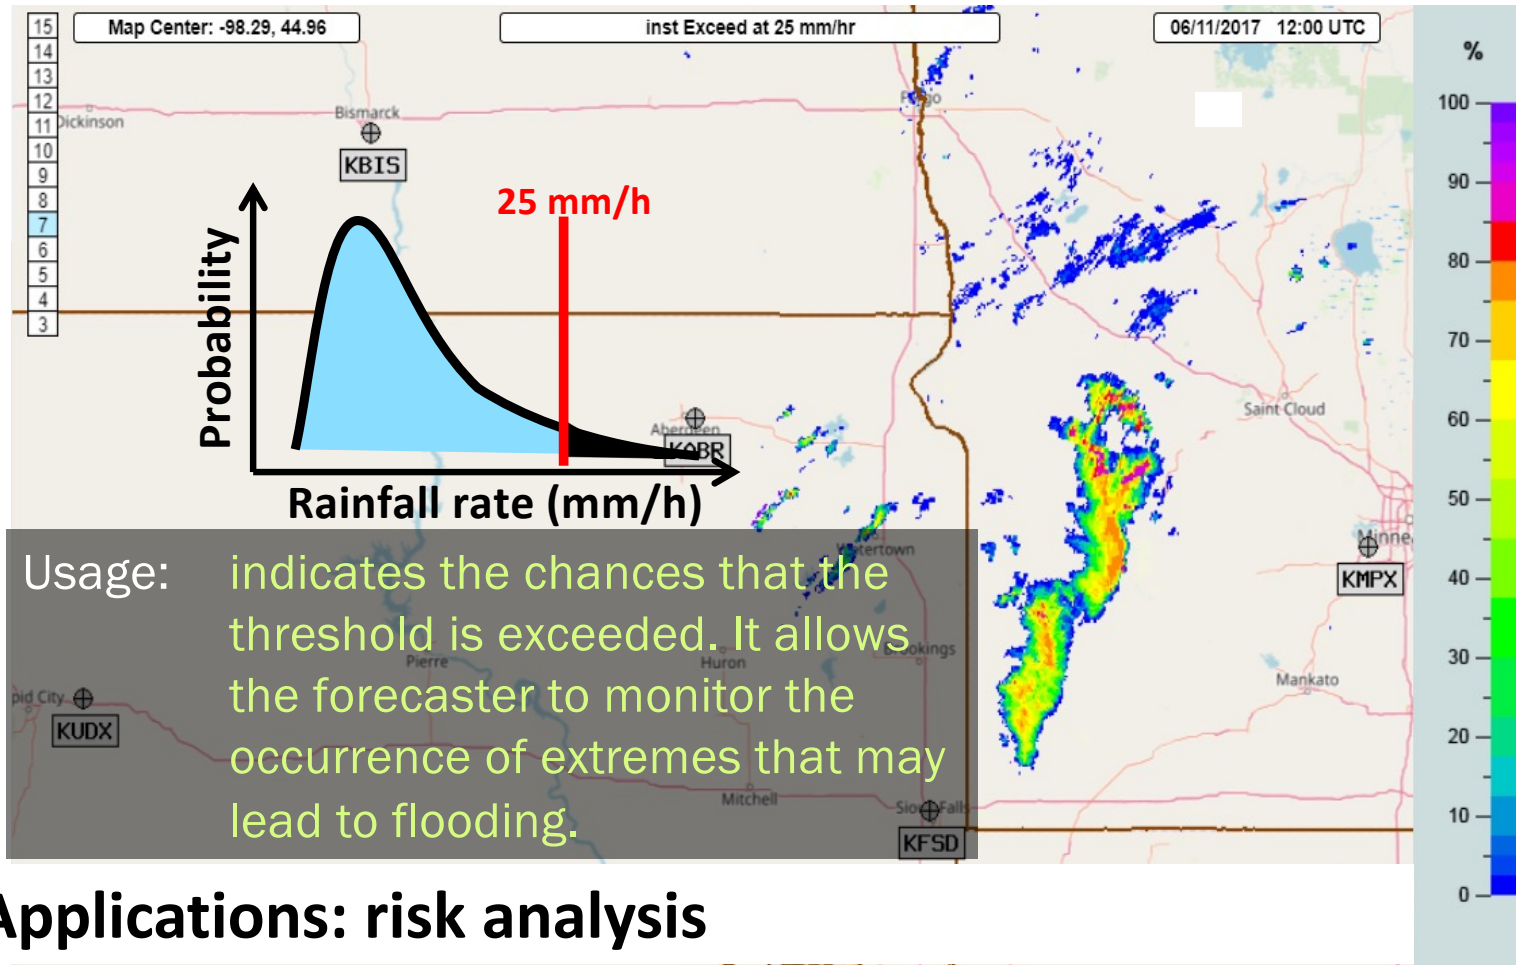 Map Center: -98.29, 44.96
inst Exceed at 25 mm/hr
06/11/2017 12:00 UTC
%
15
14
13
12
11
10
9
8
7
6
5
4
3
100
90
80
70
60
50
40
30
20
10
0
Dickinson
Bismarck
KBIS
25 mm/h
Probability
Rainfall rate (mm/h)
Aberdeen
KABR
Saint Cloud
Minne
KMPX
Mankato
Brookings
Pierre
Huron
KUDX
pid City
Mitchell
Sioux Falls
KFSD
Usage: indicates the chances that the
threshold is exceeded. It allows
the forecaster to monitor the
occurrence of extremes that may
lead to flooding.
Applications: risk analysis